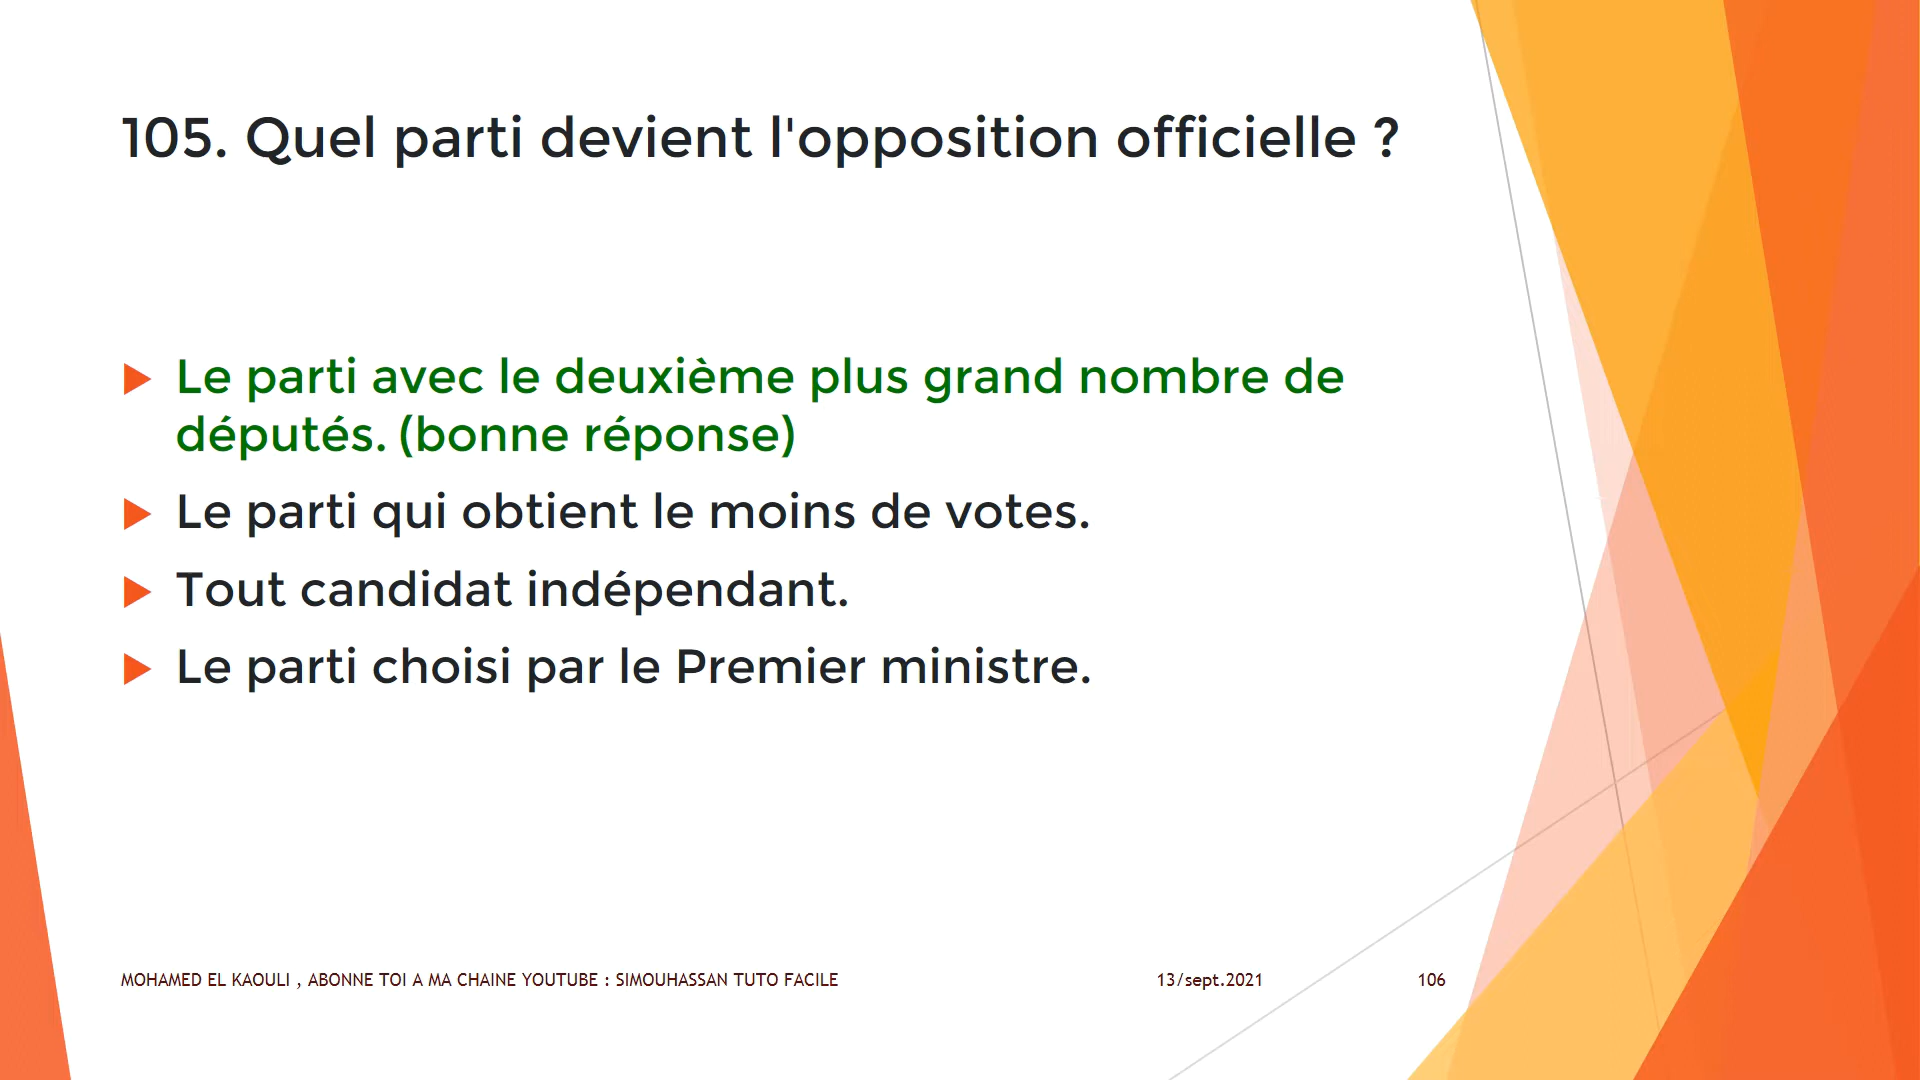 105. Quel parti devient l'opposition officielle ?
Le parti avec le deuxième plus grand nombre de
députés. (bonne réponse)
Le parti qui obtient le moins de votes.
Tout candidat indépendant.
Le parti choisi par le Premier ministre.
MOHAMED EL KAOULI , ABONNE TOI A MA CHAINE YOUTUBE : SIMOUHASSAN TUTO FACILE
13/sept.2021
106